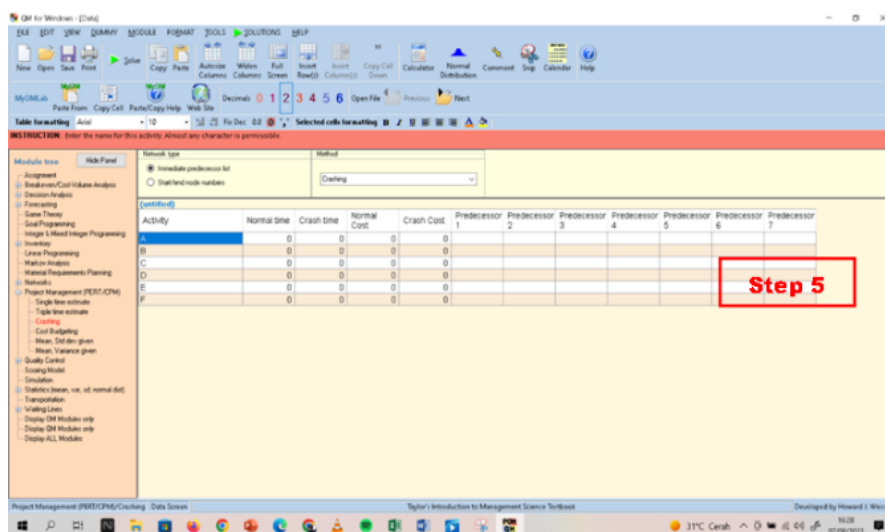 QM for Windows - [Data]
FILE EDIT VIEW DUMMY MODULE FORMAT TOOLS SOLUTIONS HELP
New Open Save Print Solve Copy Paste Autosize Columns Widen Columns Full Screen Insert Row(s) Insert Column(s) Copy Cell Down Calculator Normal Distribution Comment Snip Calendar Help
MyOMLab Paste From Copy Cell Paste/Copy Help Web Site Decimals 0 1 2 3 4 5 6 Open File Previous Next
Table formatting Arial 10 Fix Dec 0.0 Selected cells formatting B I U
INSTRUCTION: Enter the name for this activity. Almost any character is permissible.
Module tree Hide Panel
Assignment
Breakeven/Cost-Volume Analysis
Decision Analysis
Forecasting
Game Theory
Goal Programming
Integer & Mixed Integer Programming
Inventory
Linear Programming
Markov Analysis
Material Requirements Planning
Networks
Project Management (PERT/CPM)
Single time estimate
Triple time estimate
Crashing
Cost Budgeting
Mean, Std dev given
Mean, Variance given
Quality Control
Scoring Model
Simulation
Statistics (mean, var, sd, normal dist)
Transportation
Waiting Lines
Display OM Modules only
Display QM Modules only
Display ALL Modules
Network type
Immediate predecessor list
Start/end node numbers
Method
Crashing
(untitled)
Activity Normal time Crash time Normal Cost Crash Cost Predecessor 1 Predecessor 2 Predecessor 3 Predecessor 4 Predecessor 5 Predecessor 6 Predecessor 7
A 0 0 0 0
B 0 0 0 0
C 0 0 0 0
D 0 0 0 0
E 0 0 0 0
F 0 0 0 0
Step 5
Project Management (PERT/CPM)/Crashing Data Screen Taylor's Introduction to Management Science Textbook Developed by Howard J. Weiss
31°C Cerah 16:28